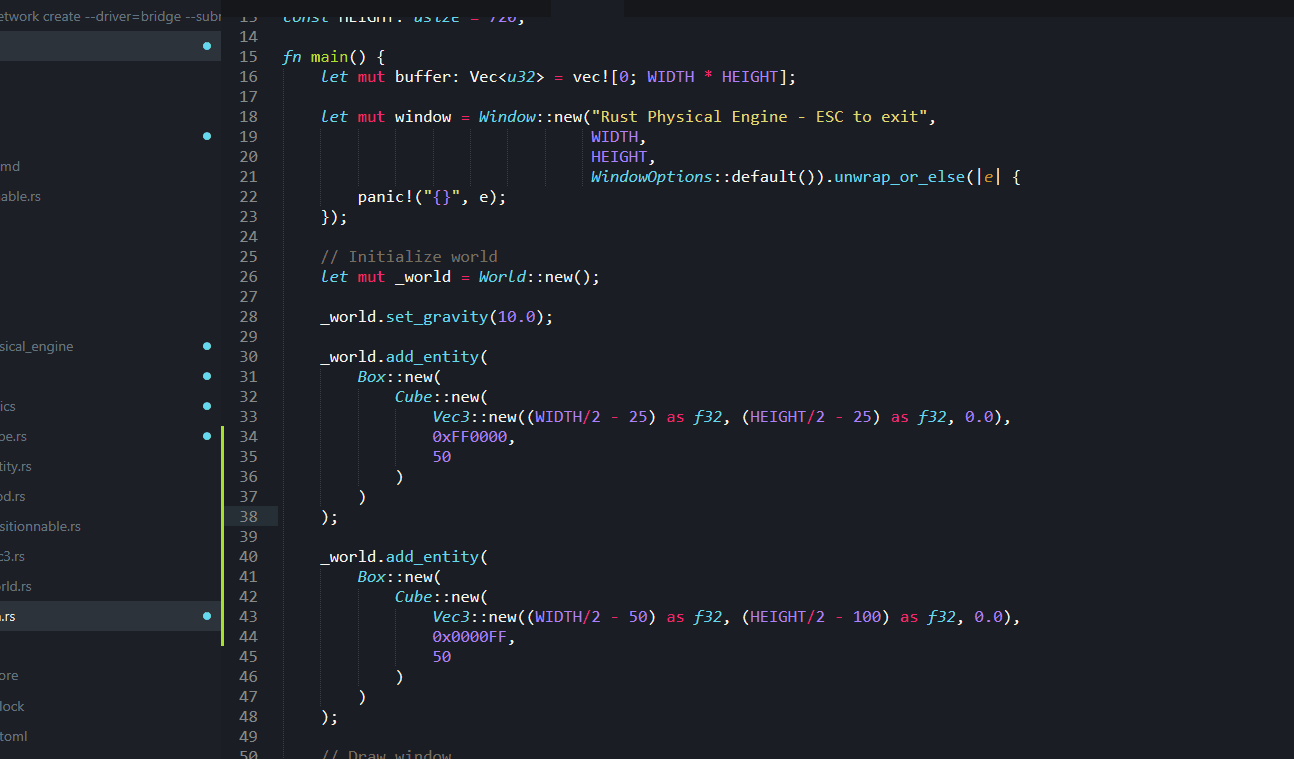 etwork create --driver=bridge --subn
md
able.rs
sical_engine
ics
be.rs
tity.rs
od.rs
sitionnable.rs
c3.rs
rld.rs
.rs
ore
lock
toml
13 const HEIGHT: usize = 720;
14
15 fn main() {
16 let mut buffer: Vec<u32> = vec![0; WIDTH * HEIGHT];
17
18 let mut window = Window::new("Rust Physical Engine - ESC to exit",
19 WIDTH,
20 HEIGHT,
21 WindowOptions::default()).unwrap_or_else(|e| {
22 panic!("{}", e);
23 });
24
25 // Initialize world
26 let mut _world = World::new();
27
28 _world.set_gravity(10.0);
29
30 _world.add_entity(
31 Box::new(
32 Cube::new(
33 Vec3::new((WIDTH/2 - 25) as f32, (HEIGHT/2 - 25) as f32, 0.0),
34 0xFF0000,
35 50
36 )
37 )
38 );
39
40 _world.add_entity(
41 Box::new(
42 Cube::new(
43 Vec3::new((WIDTH/2 - 50) as f32, (HEIGHT/2 - 100) as f32, 0.0),
44 0x0000FF,
45 50
46 )
47 )
48 );
49
50 // Draw window